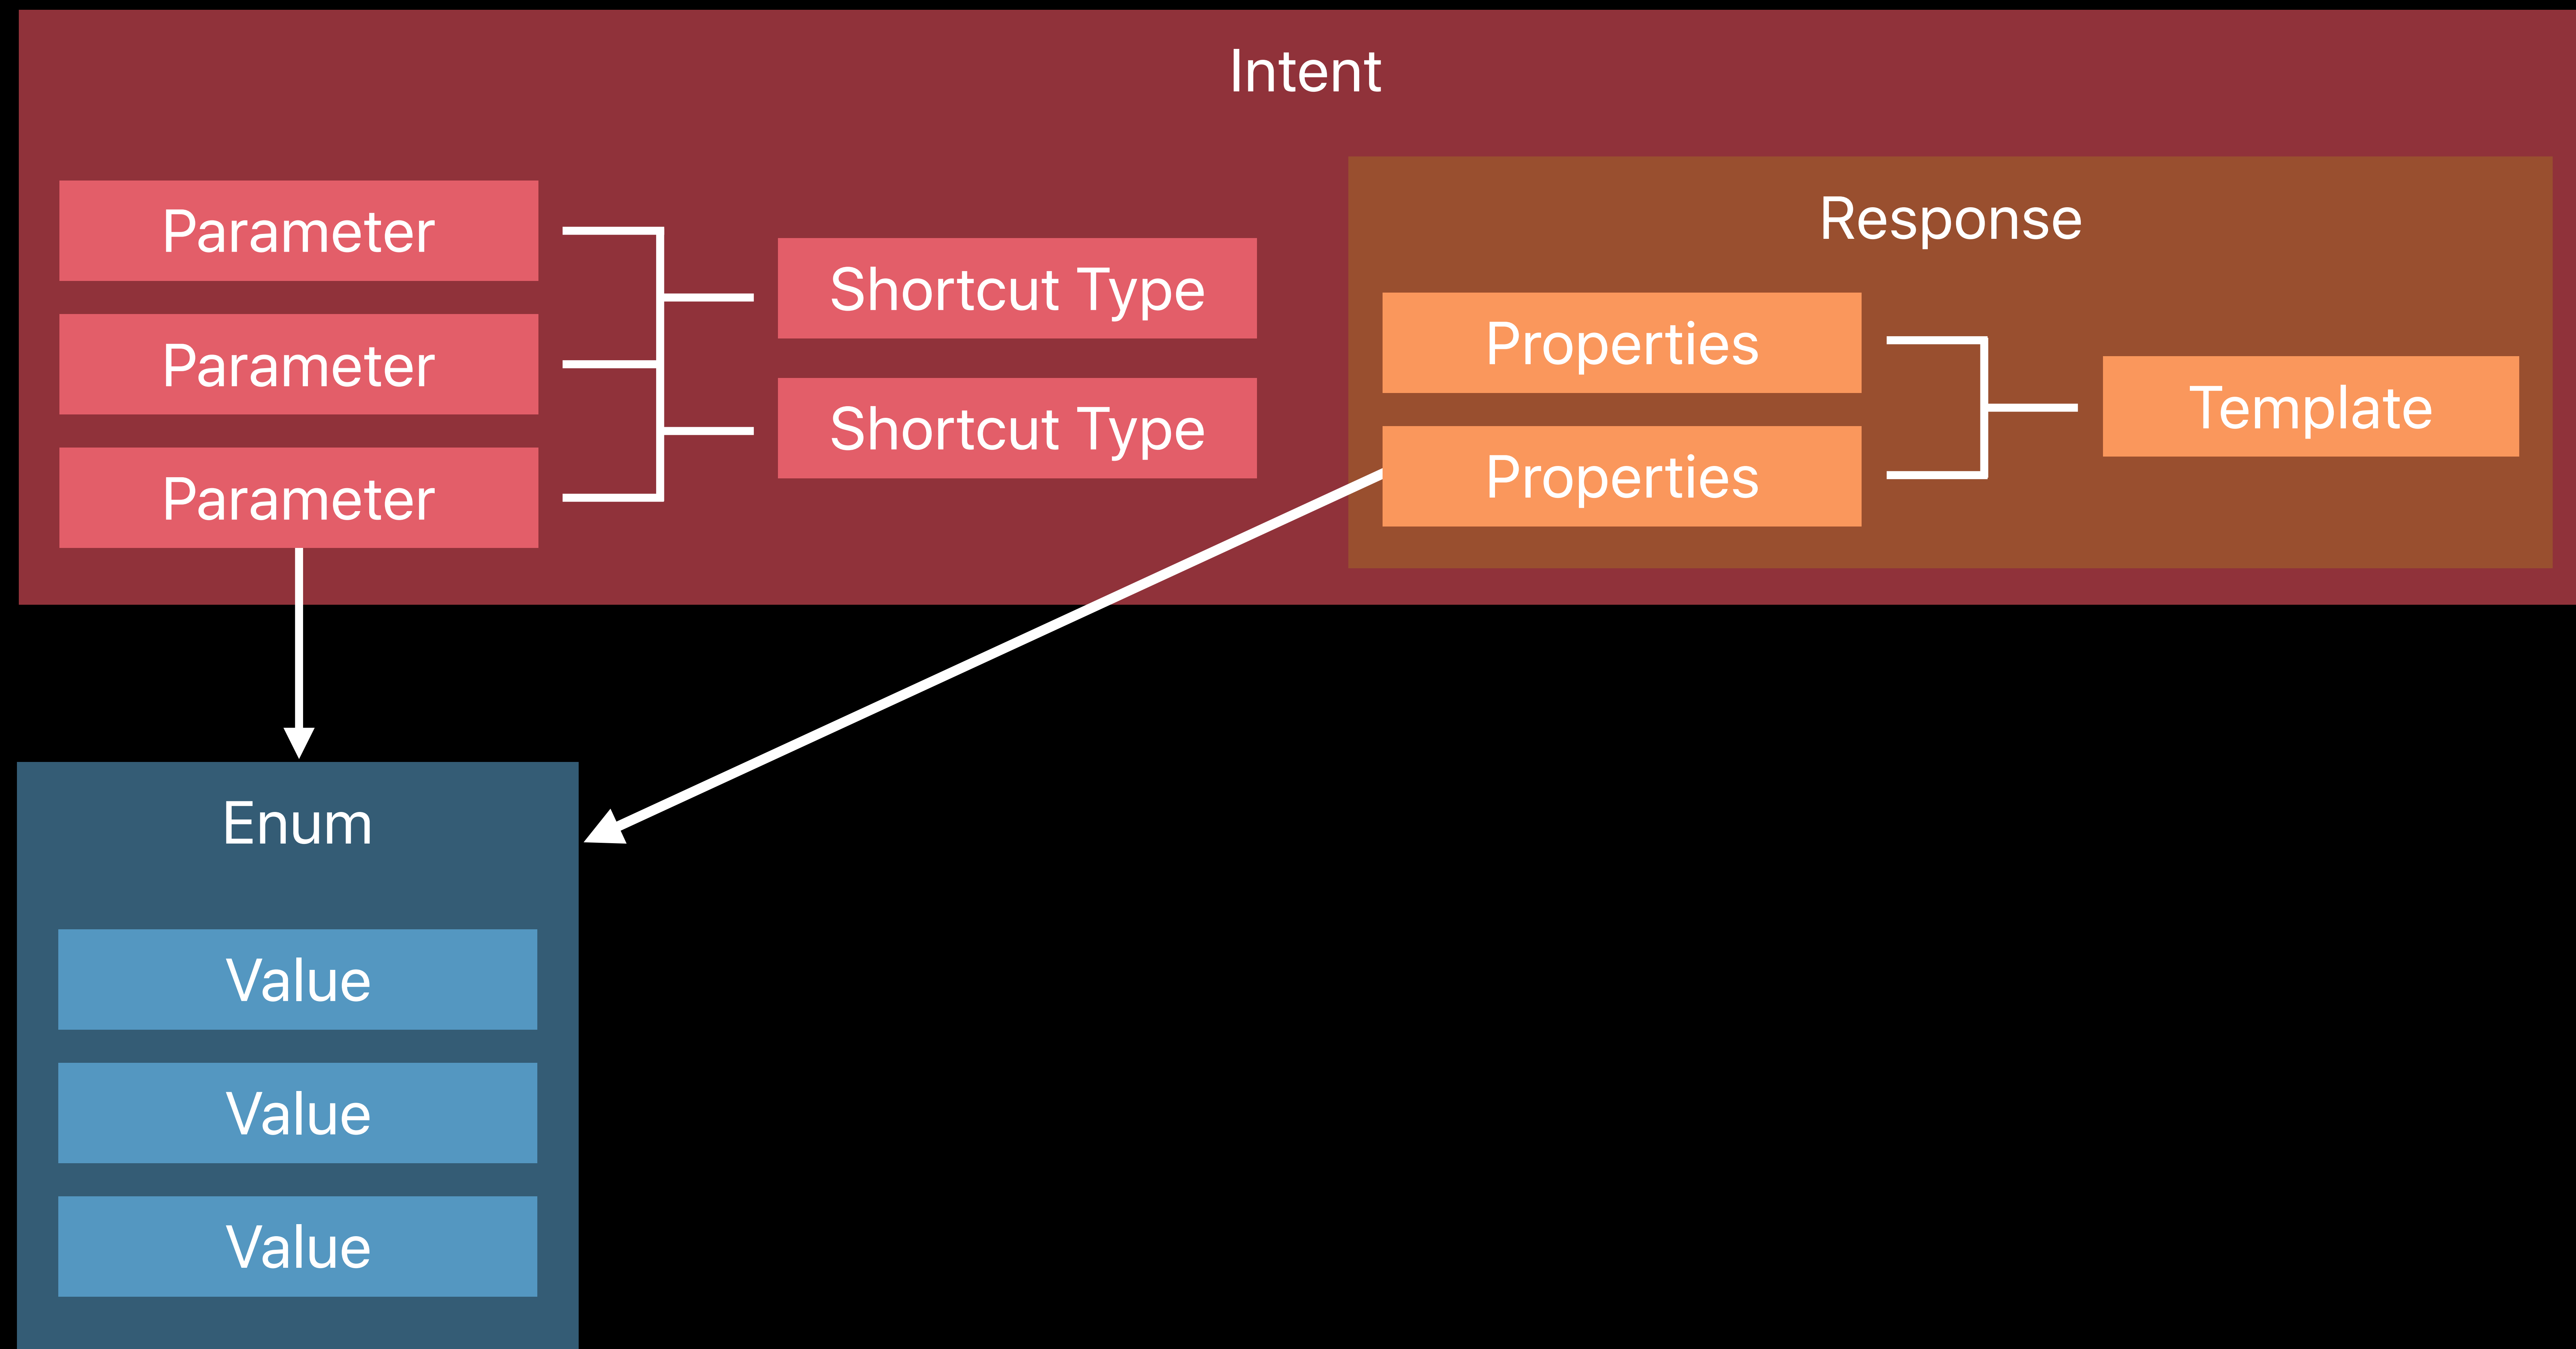 Intent
Parameter
Parameter
Parameter
Shortcut Type
Shortcut Type
Response
Properties
Properties
Template
Enum
Value
Value
Value